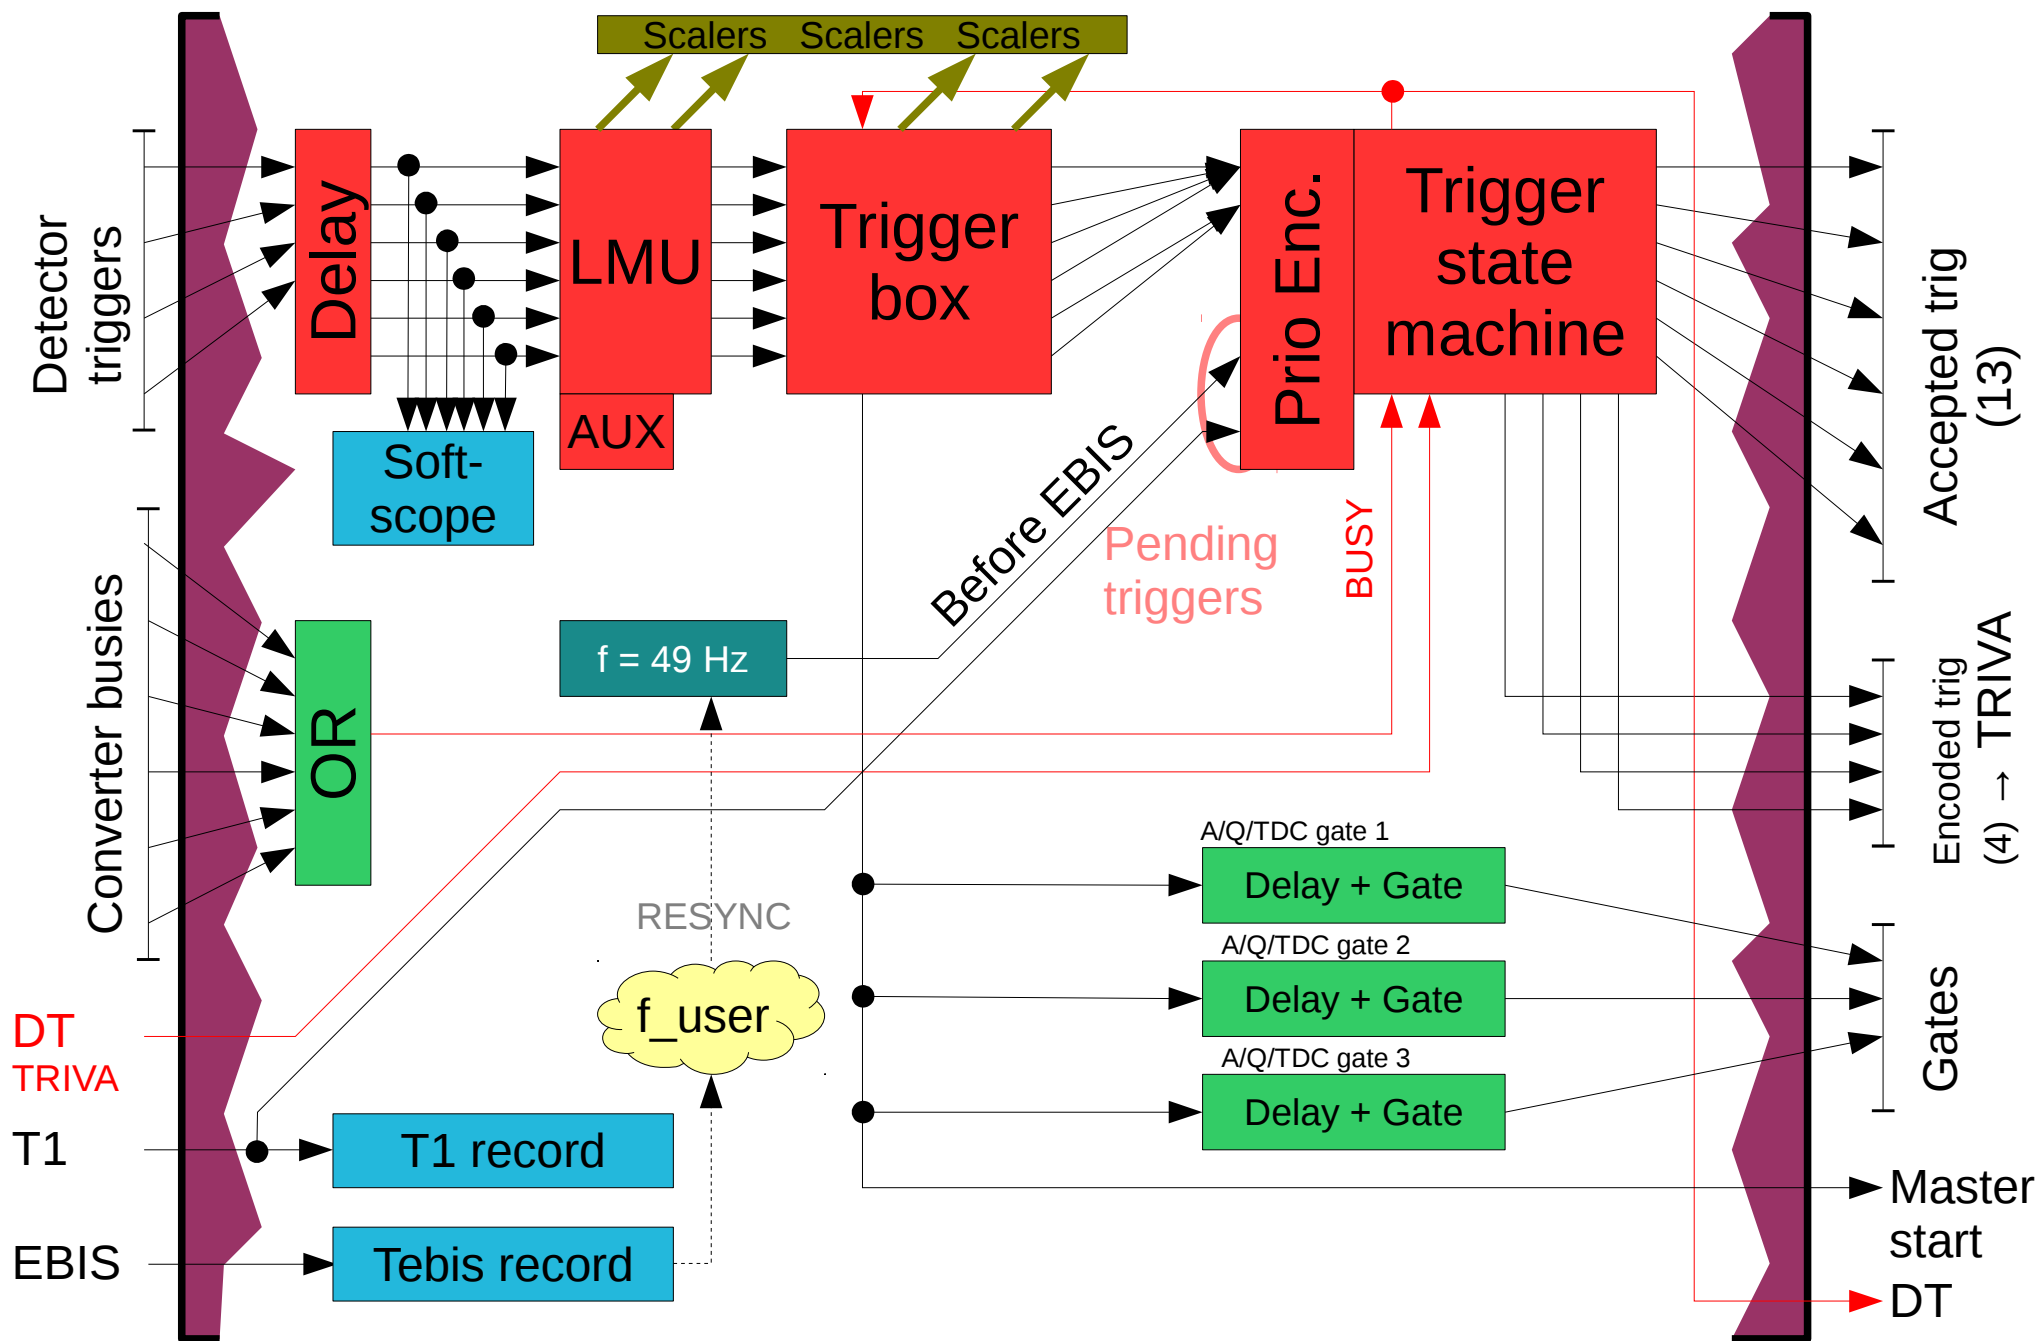 Scalers Scalers Scalers
Detector
triggers
Delay
LMU
AUX
Trigger
box
Prio Enc.
Trigger
state
machine
Accepted trig
(13)
Soft-
scope
Before EBIS
Pending
triggers
BUSY
Converter busies
OR
f = 49 Hz
Encoded trig
(4) → TRIVA
RESYNC
f_user
A/Q/TDC gate 1
Delay + Gate
A/Q/TDC gate 2
Delay + Gate
A/Q/TDC gate 3
Delay + Gate
Gates
DT
TRIVA
T1
T1 record
EBIS
Tebis record
Master
start
DT